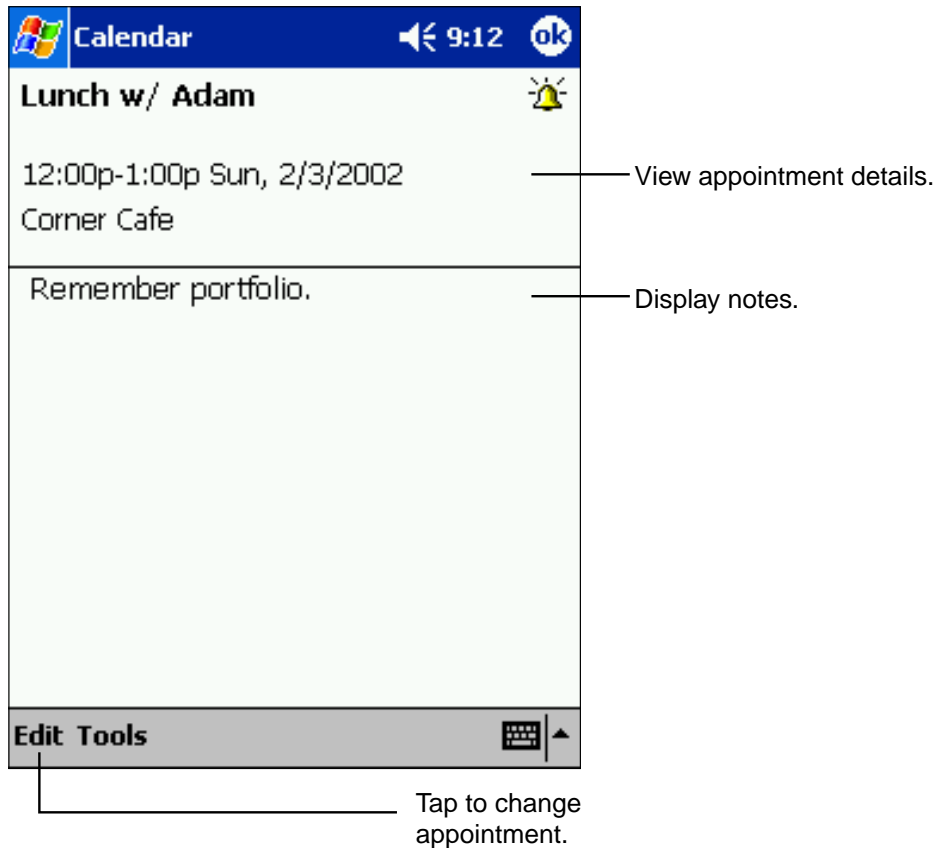 Calendar 9:12 ok
Lunch w/ Adam
12:00p-1:00p Sun, 2/3/2002
View appointment details.
Corner Cafe
Remember portfolio.
Display notes.
Edit Tools
Tap to change
appointment.